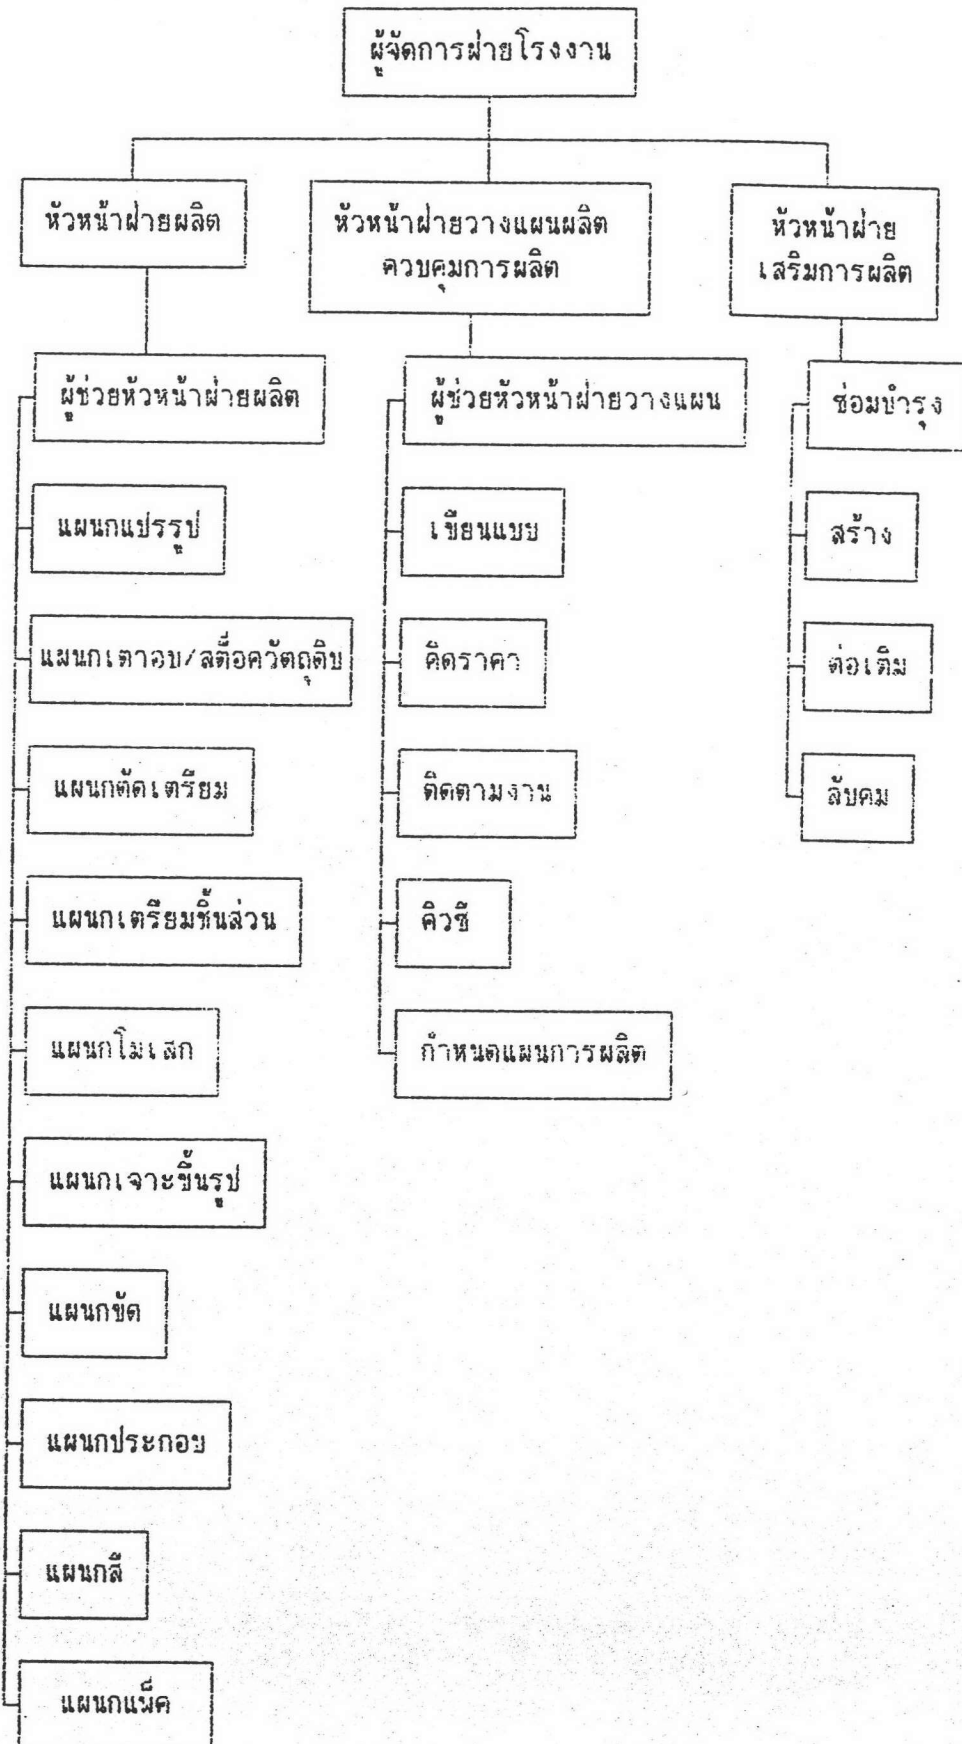 ผู้จัดการฝ่ายโรงงาน
หัวหน้าฝ่ายผลิต
หัวหน้าฝ่ายวางแผนผลิต
ควบคุมการผลิต
หัวหน้าฝ่าย
เสริมการผลิต
ผู้ช่วยหัวหน้าฝ่ายผลิต
แผนกแปรรูป
แผนกเตาอบ/สต๊อควัตถุดิบ
แผนกตัดเตรียม
แผนกเตรียมชิ้นส่วน
แผนกโมเสก
แผนกเจาะขึ้นรูป
แผนกขัด
แผนกประกอบ
แผนกสี
แผนกแพ็ค
ผู้ช่วยหัวหน้าฝ่ายวางแผน
เขียนแบบ
คิดราคา
ติดตามงาน
คิวซี
กำหนดแผนการผลิต
ซ่อมบำรุง
สร้าง
ต่อเติม
ลับคม